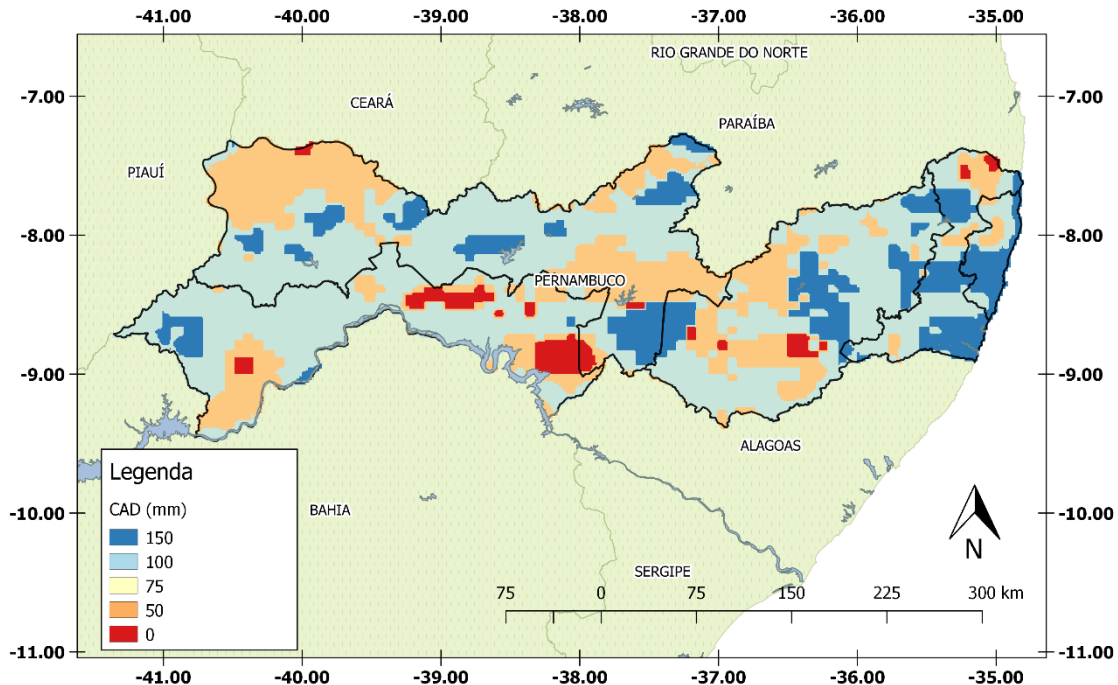 -41.00 -40.00 -39.00 -38.00 -37.00 -36.00 -35.00
RIO GRANDE DO NORTE
-7.00 -7.00
CEARÁ
PARAÍBA
PIAUÍ
-8.00 -8.00
PERNAMBUCO
-9.00 -9.00
ALAGOAS
Legenda
CAD (mm)
150
100
75
50
0
BAHIA
-10.00 -10.00
N
SERGIPE
75 0 75 150 225 300 km
-11.00 -11.00
-41.00 -40.00 -39.00 -38.00 -37.00 -36.00 -35.00